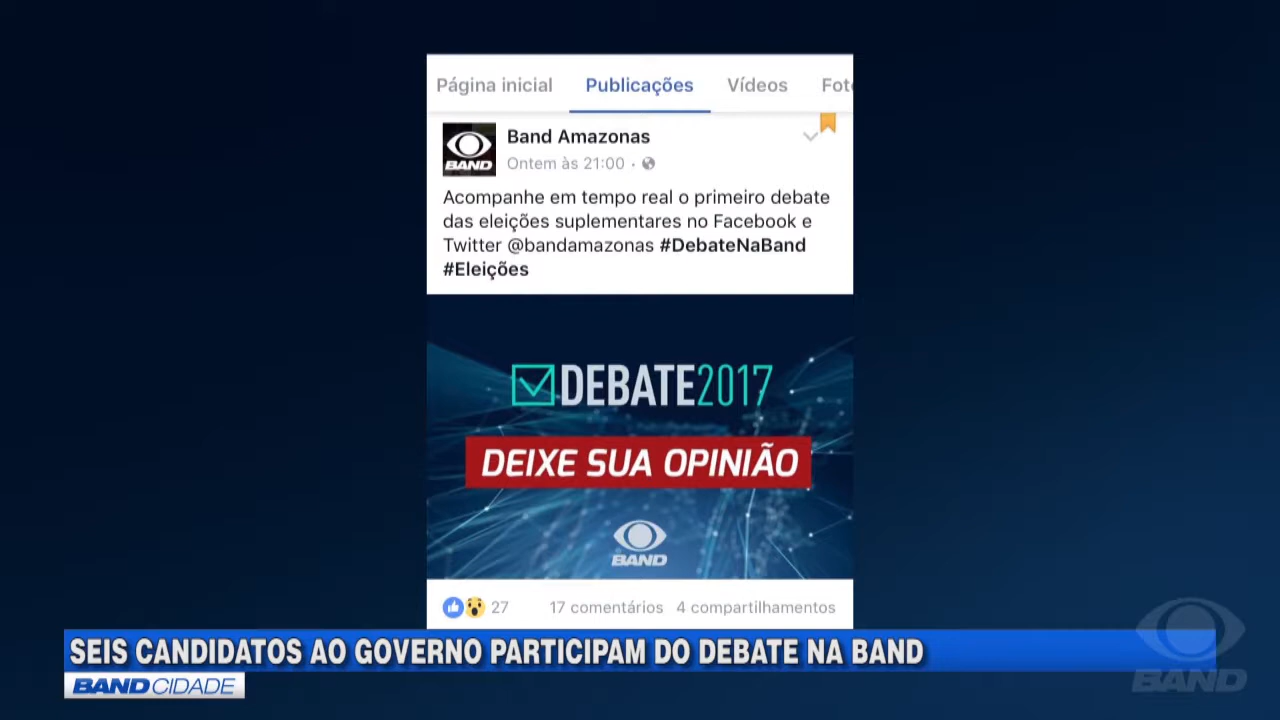 Página inicial Publicações Vídeos Foto
Band Amazonas
BAND
Ontem às 21:00 ·
Acompanhe em tempo real o primeiro debate
das eleições suplementares no Facebook e
Twitter @bandamazonas #DebateNaBand
#Eleições
DEBATE2017
DEIXE SUA OPINIÃO
BAND
27 17 comentários 4 compartilhamentos
SEIS CANDIDATOS AO GOVERNO PARTICIPAM DO DEBATE NA BAND
BAND CIDADE
BAND